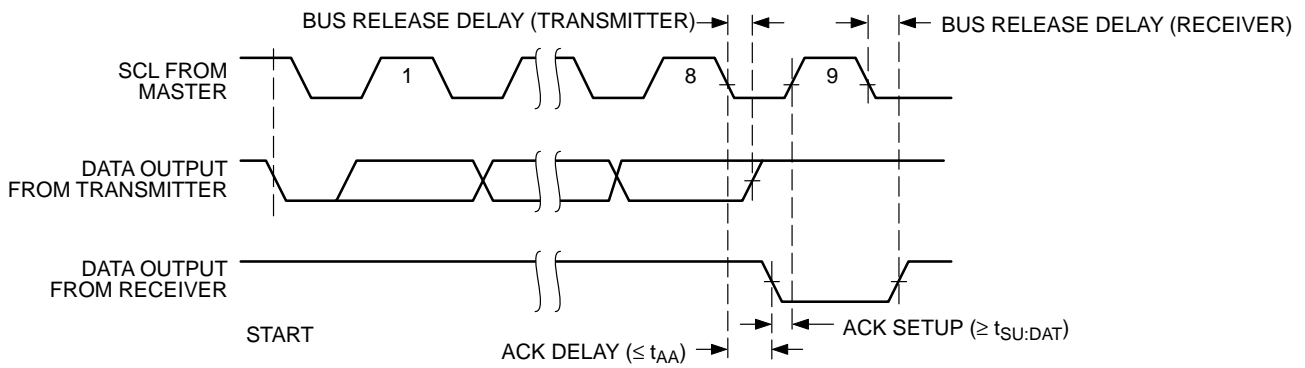 BUS RELEASE DELAY (TRANSMITTER)
BUS RELEASE DELAY (RECEIVER)
SCL FROM
MASTER
1
8
9
DATA OUTPUT
FROM TRANSMITTER
DATA OUTPUT
FROM RECEIVER
START
ACK SETUP (≥ tSU:DAT)
ACK DELAY (≤ tAA)